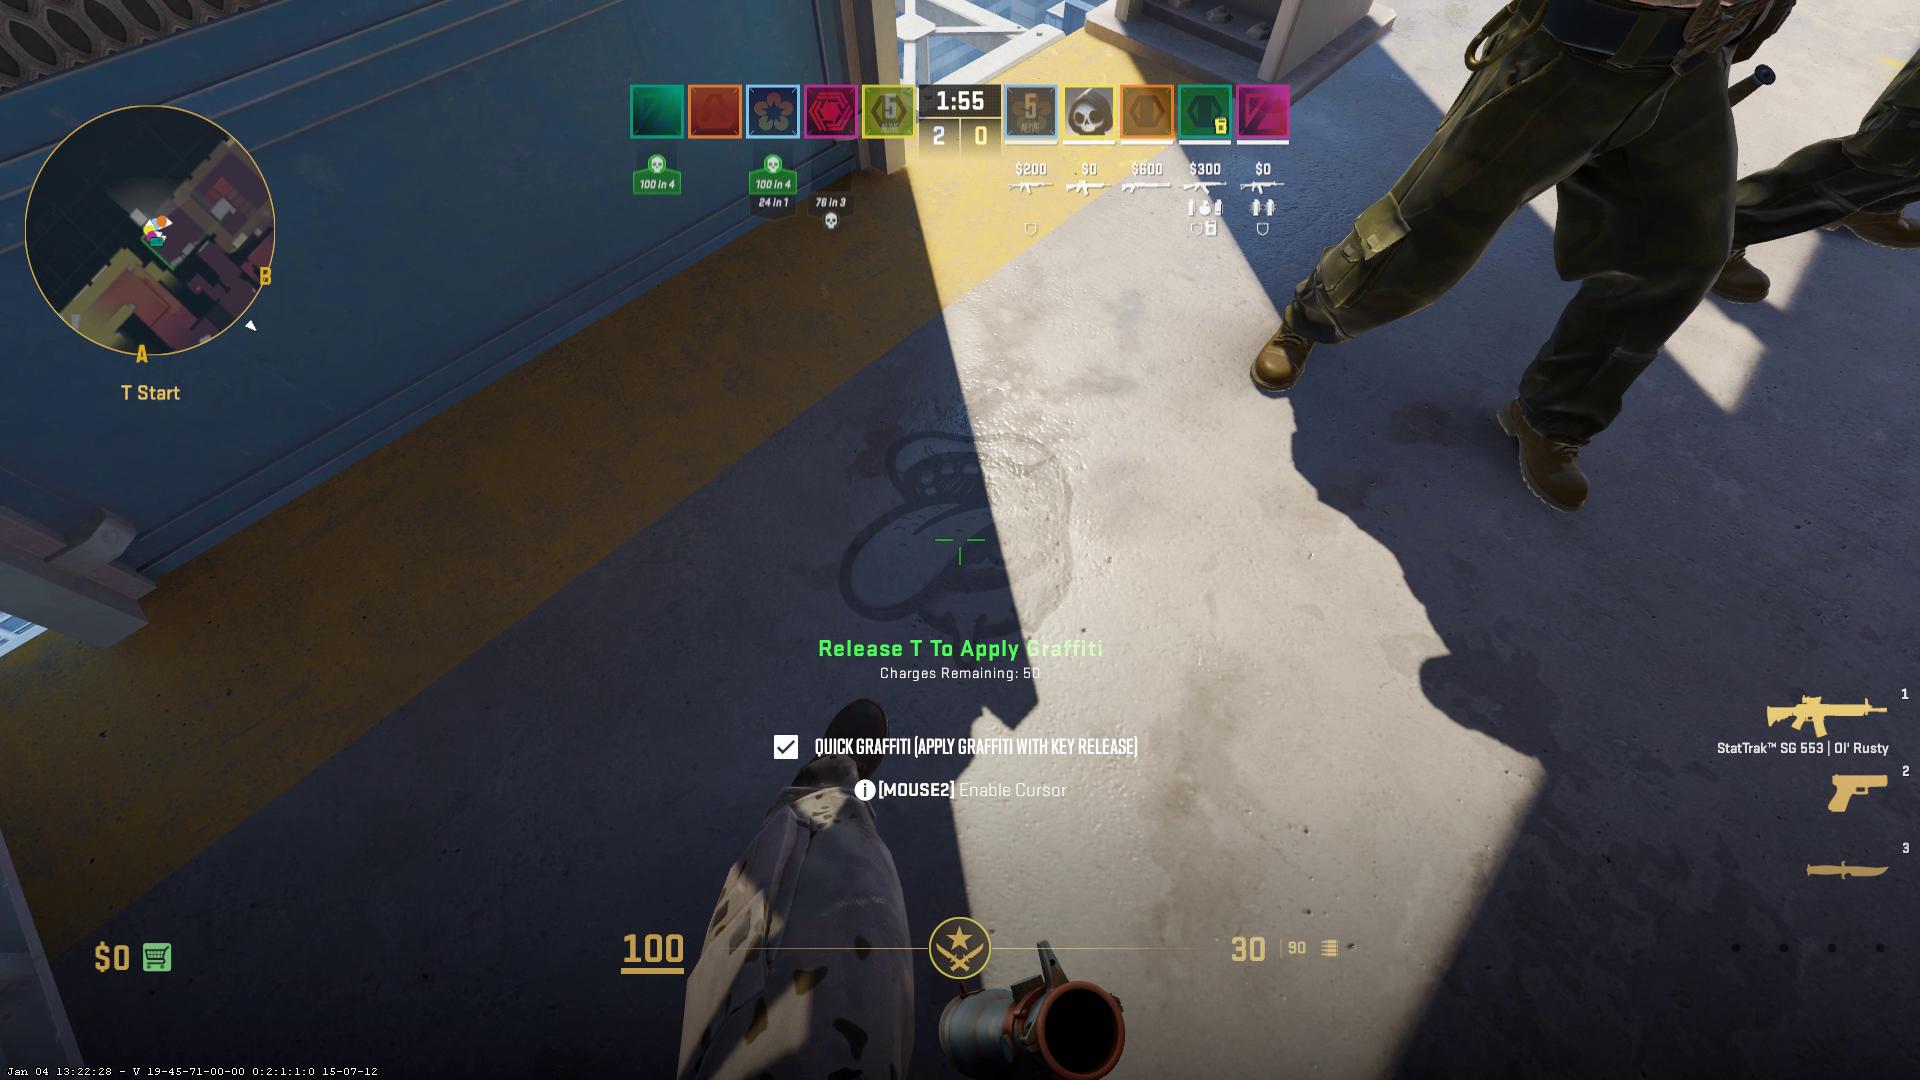 5
ALIVE
1:55
2
0
5
ALIVE
$200
$0
$600
$300
$0
100 in 4
100 in 4
24 in 1
76 in 3
B
A
T Start
Release T To Apply Graffiti
Charges Remaining: 50
QUICK GRAFFITI (APPLY GRAFFITI WITH KEY RELEASE)
[MOUSE2] Enable Cursor
1
StatTrak™ SG 553 | Ol' Rusty
2
3
$0
100
30
90
Jan 04 13:22:28 - V 19-45-71-00-00 0:2:1:1:0 15-07-12